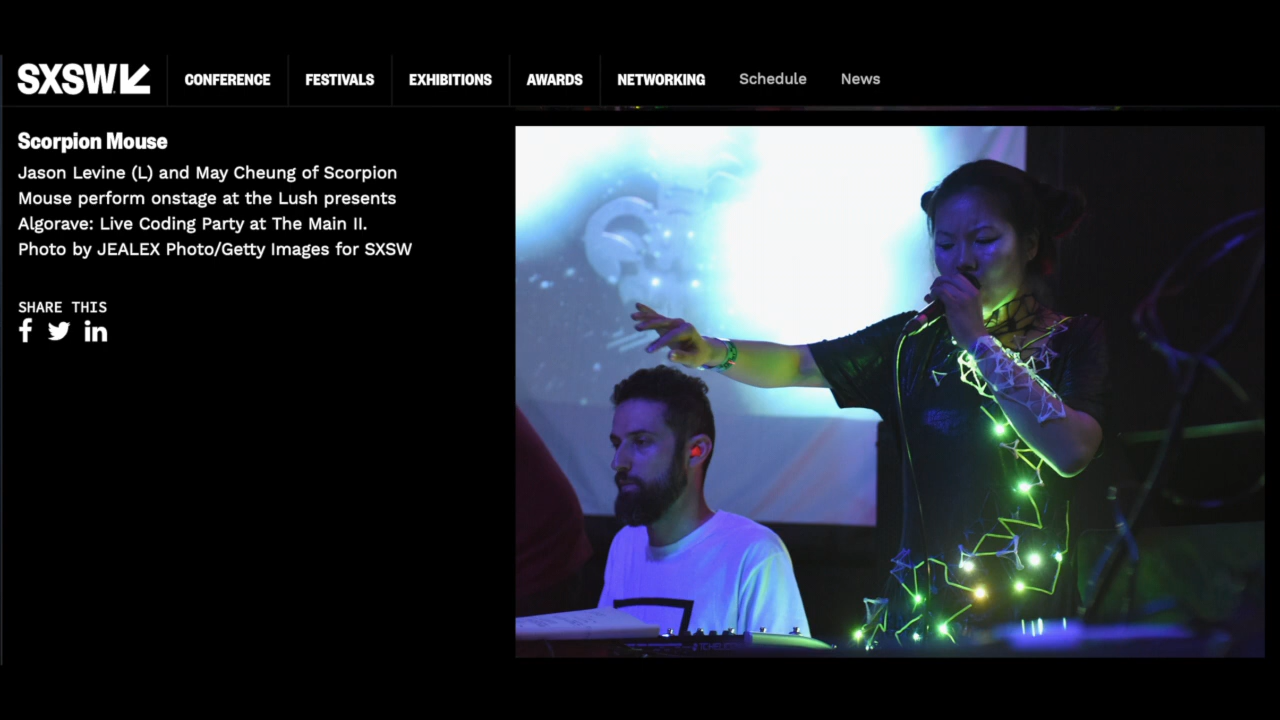 SXSW
CONFERENCE
FESTIVALS
EXHIBITIONS
AWARDS
NETWORKING
Schedule
News
Scorpion Mouse
Jason Levine (L) and May Cheung of Scorpion
Mouse perform onstage at the Lush presents
Algorave: Live Coding Party at The Main II.
Photo by JEALEX Photo/Getty Images for SXSW
SHARE THIS